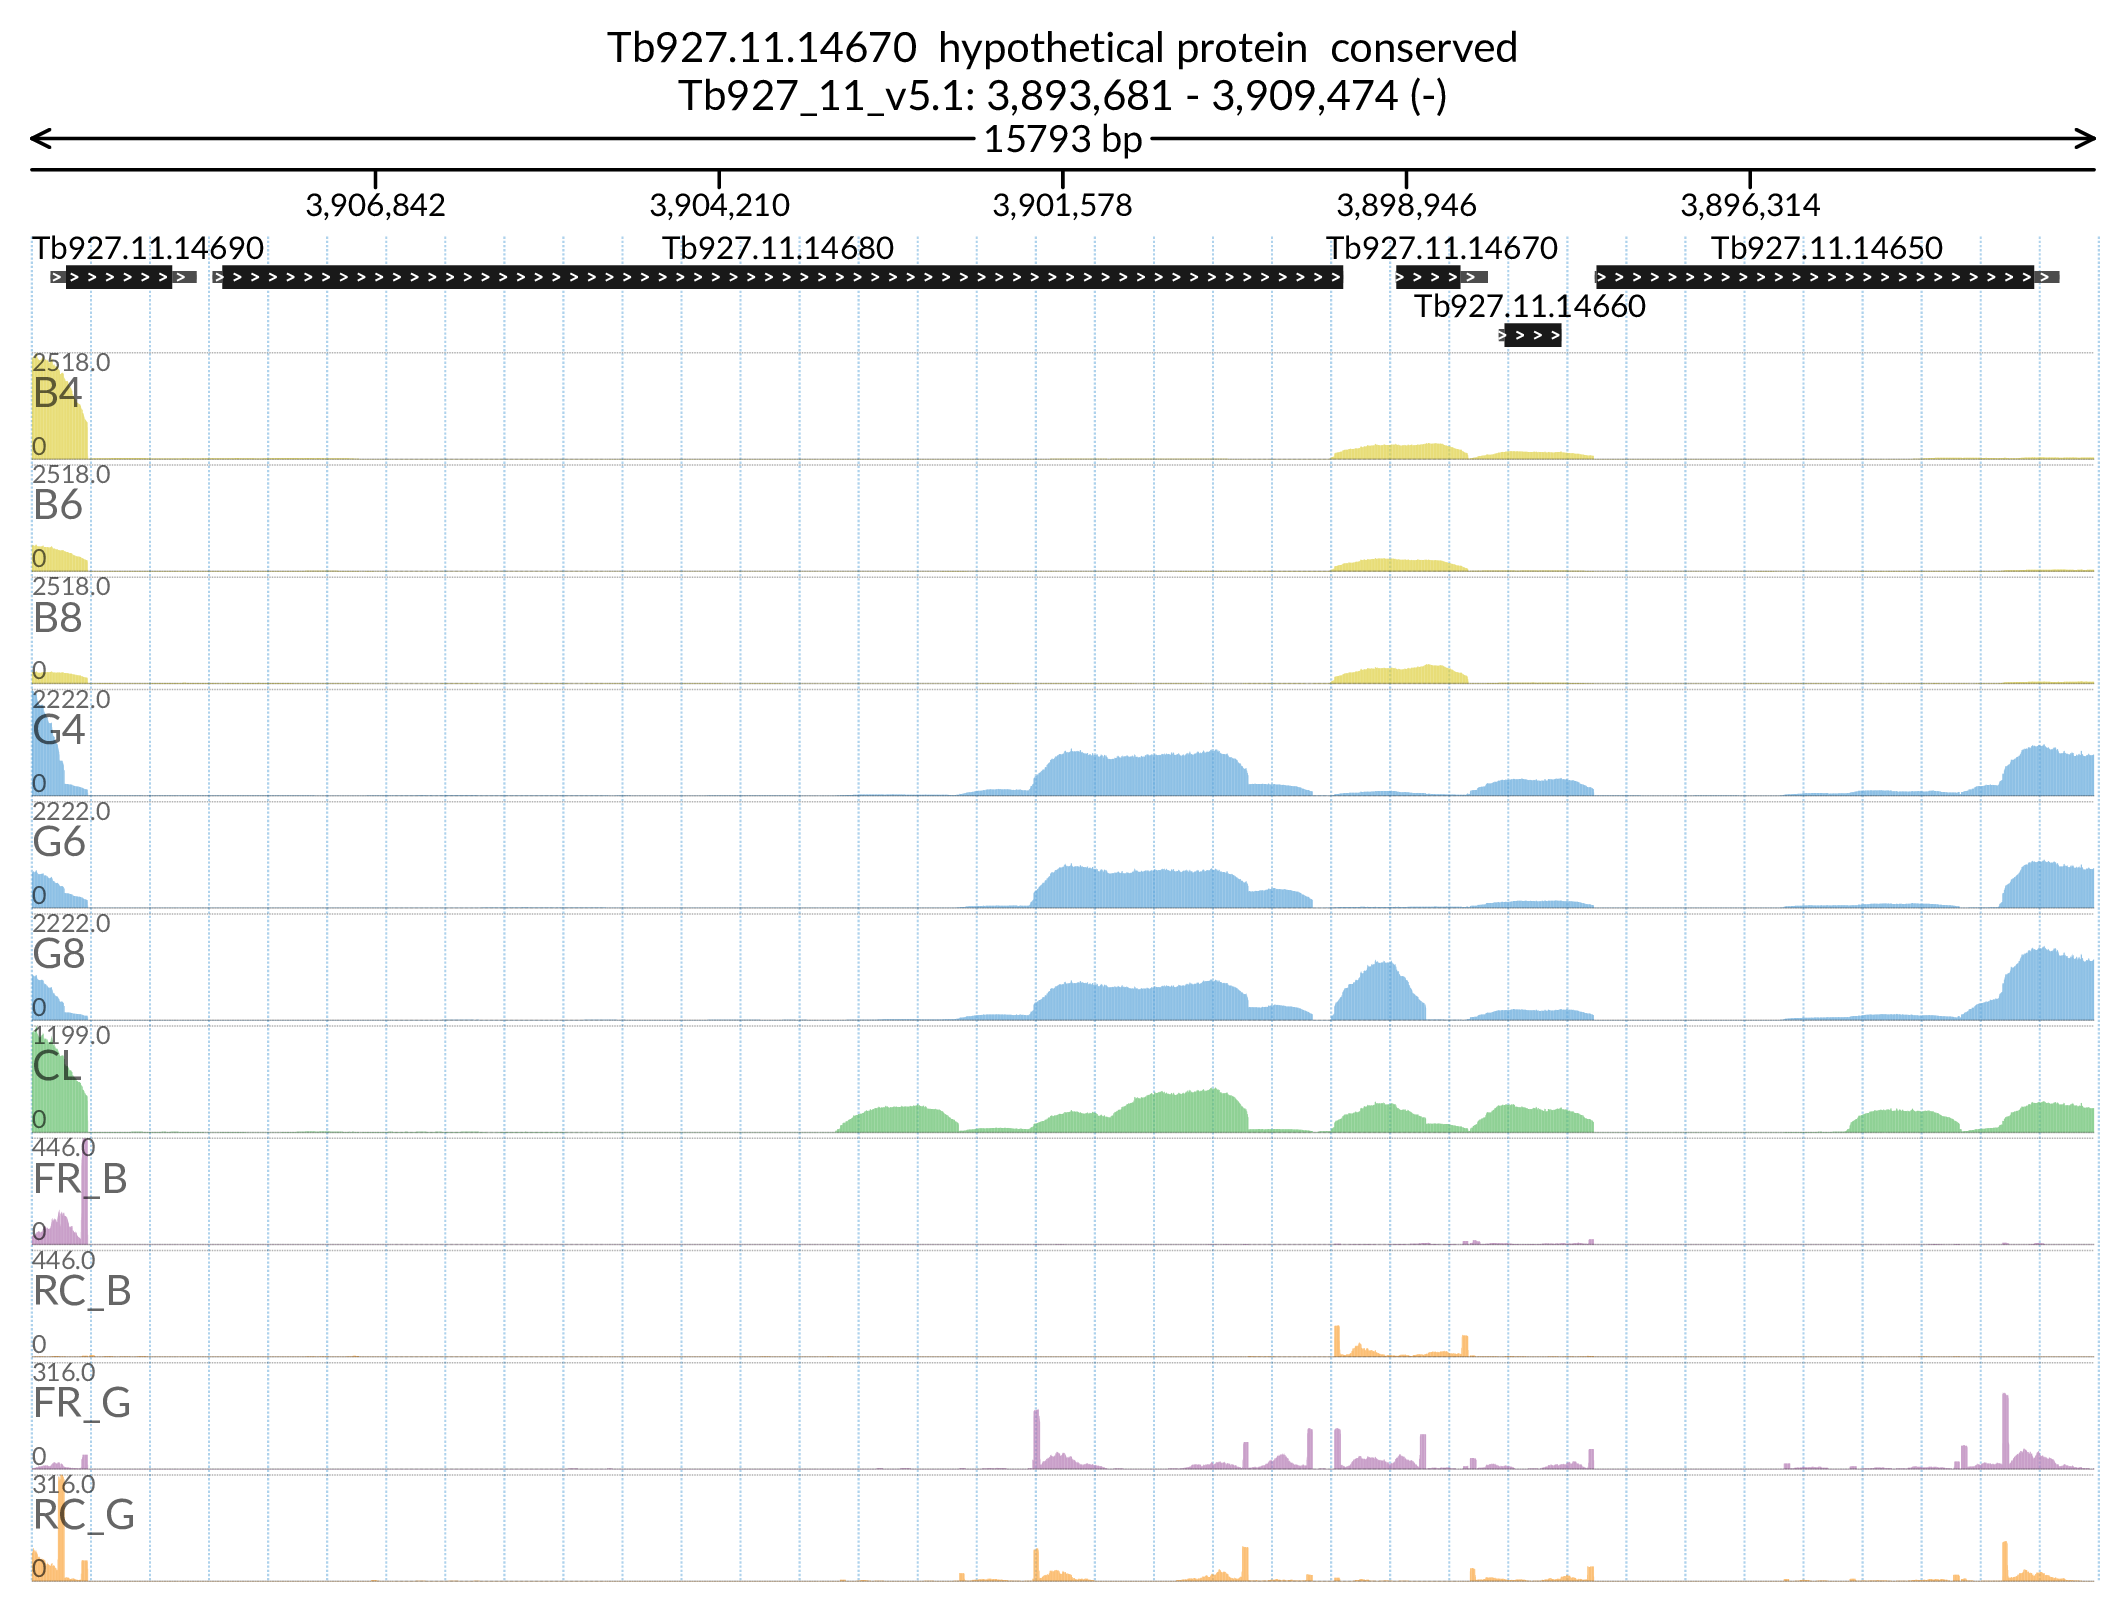 Tb927.11.14670  hypothetical protein  conserved
Tb927_11_v5.1: 3,893,681 - 3,909,474 (-)
15793 bp
3,906,842 3,904,210 3,901,578 3,898,946 3,896,314
Tb927.11.14690 Tb927.11.14680 Tb927.11.14670 Tb927.11.14650
Tb927.11.14660
2518.0
B4
0
2518.0
B6
0
2518.0
B8
0
2222.0
G4
0
2222.0
G6
0
2222.0
G8
0
1199.0
CL
0
446.0
FR_B
0
446.0
RC_B
0
316.0
FR_G
0
316.0
RC_G
0